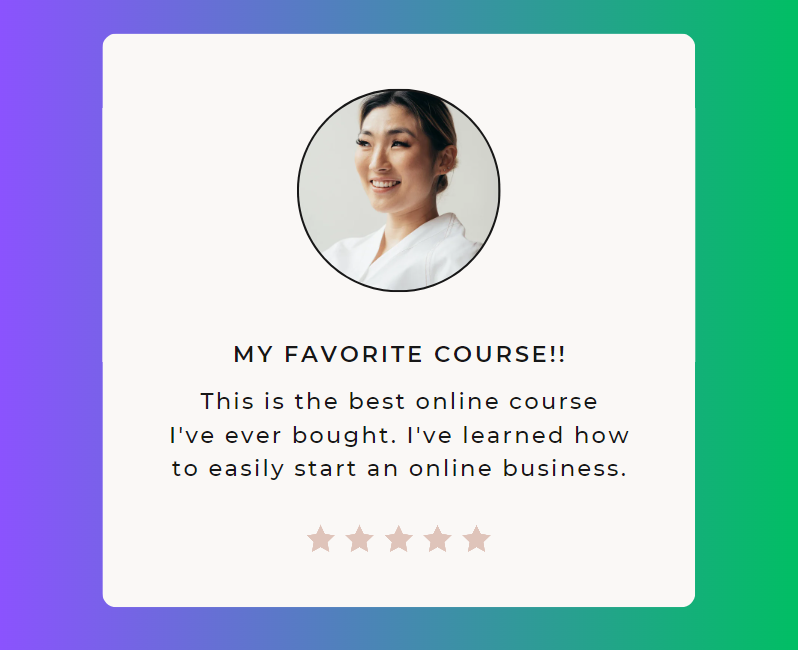 MY FAVORITE COURSE!!
This is the best online course
I've ever bought. I've learned how
to easily start an online business.